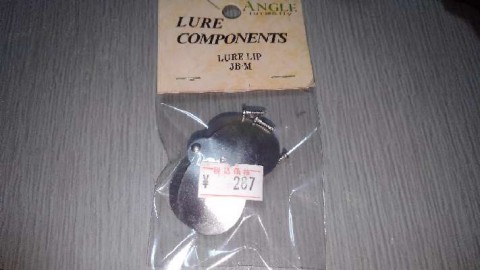 ANGLE
LURE
COMPONENTS
LURE LIP
JB-M
¥ 287